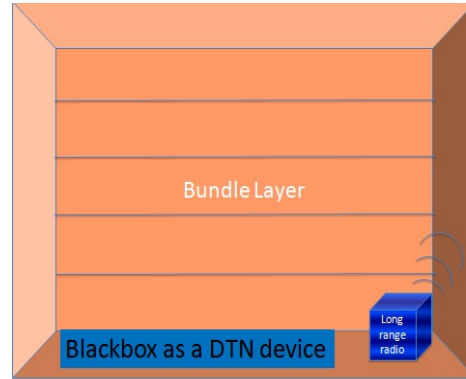 Bundle Layer
Long
range
radio
Blackbox as a DTN device